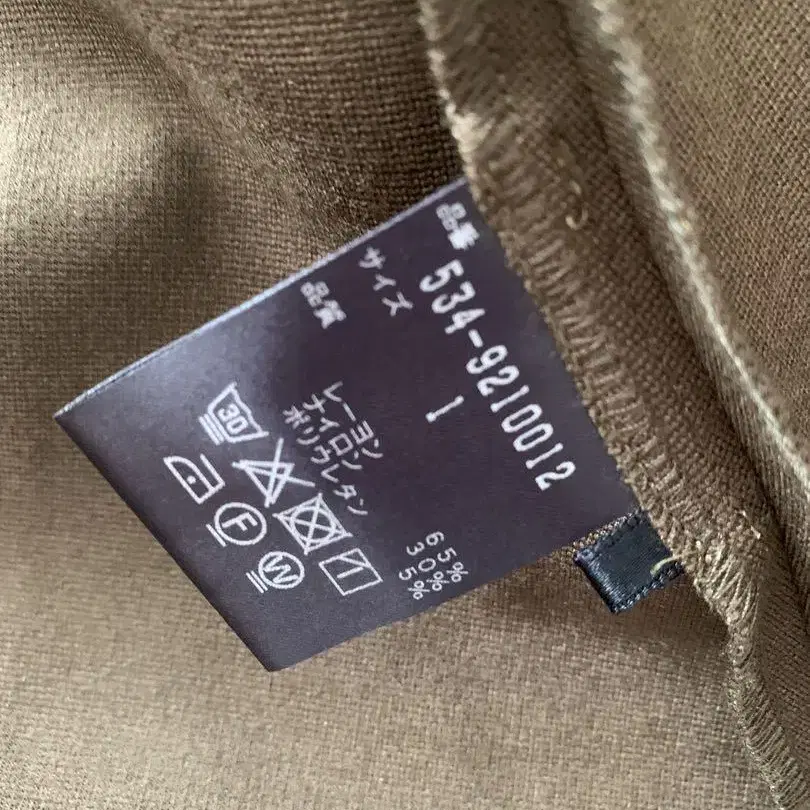 品番 534-9210012
サイズ 1
品質
レーヨン 65%
ナイロン 30%
ポリウレタン 5%
30
F
W